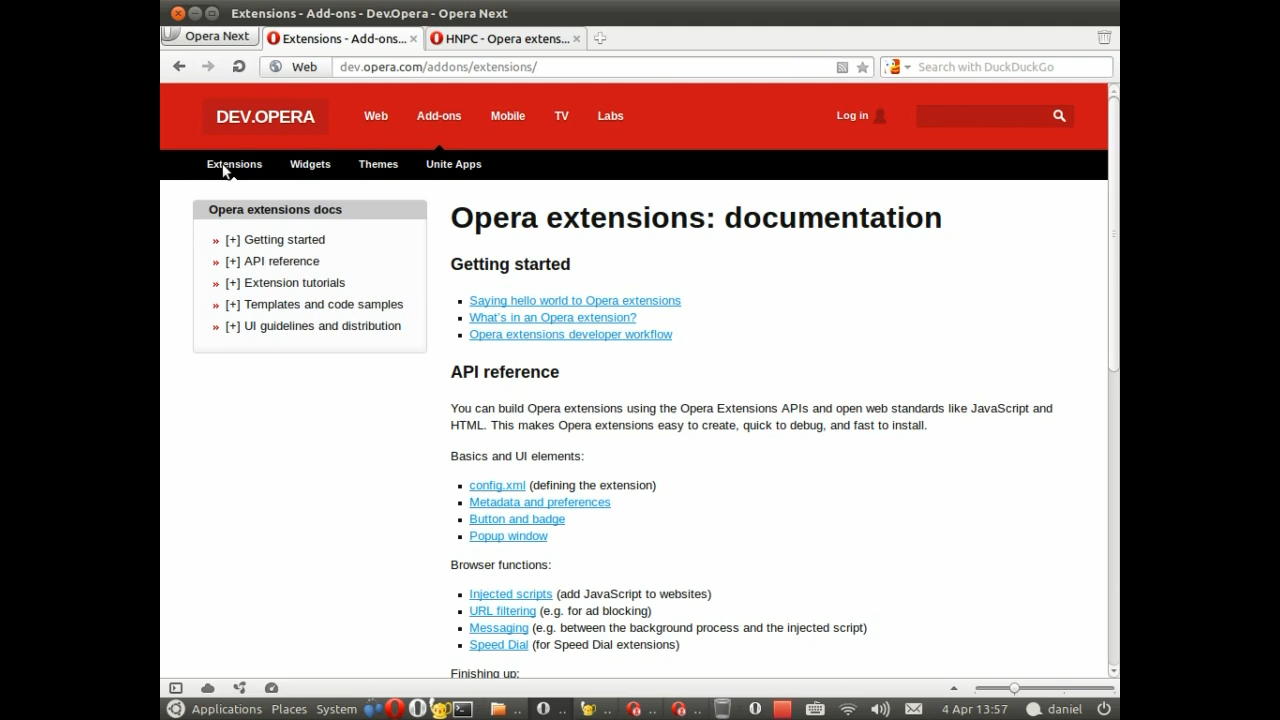 Extensions - Add-ons - Dev.Opera - Opera Next
Opera Next
Extensions - Add-ons...
HNPC - Opera extens...
Web
dev.opera.com/addons/extensions/
Search with DuckDuckGo
DEV.OPERA
Web
Add-ons
Mobile
TV
Labs
Log in
Extensions
Widgets
Themes
Unite Apps
Opera extensions docs
» [+] Getting started
» [+] API reference
» [+] Extension tutorials
» [+] Templates and code samples
» [+] UI guidelines and distribution
Opera extensions: documentation
Getting started
Saying hello world to Opera extensions
What's in an Opera extension?
Opera extensions developer workflow
API reference
You can build Opera extensions using the Opera Extensions APIs and open web standards like JavaScript and
HTML. This makes Opera extensions easy to create, quick to debug, and fast to install.
Basics and UI elements:
config.xml (defining the extension)
Metadata and preferences
Button and badge
Popup window
Browser functions:
Injected scripts (add JavaScript to websites)
URL filtering (e.g. for ad blocking)
Messaging (e.g. between the background process and the injected script)
Speed Dial (for Speed Dial extensions)
Finishing up:
Applications Places System
.. .. .. .. ..
4 Apr 13:57
daniel